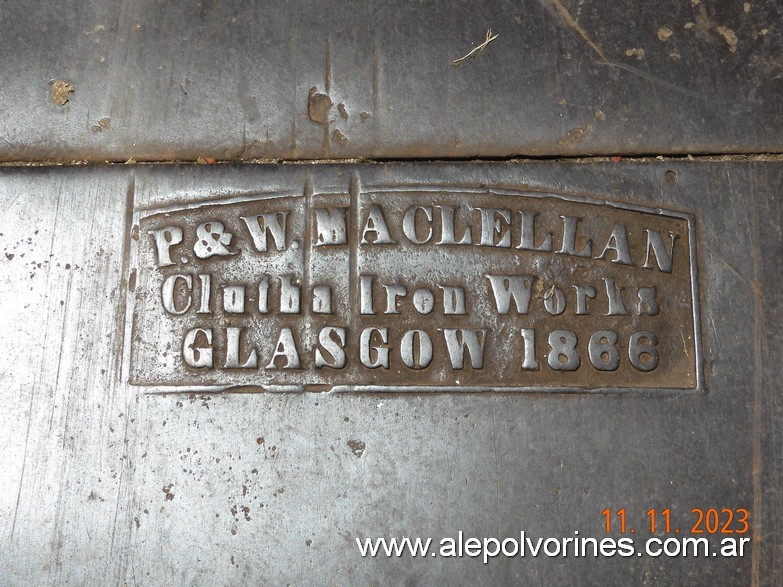 P. & W. MACLELLAN
Clutha Iron Works
GLASGOW 1866
11.11.2023
www.alepolvorines.com.ar